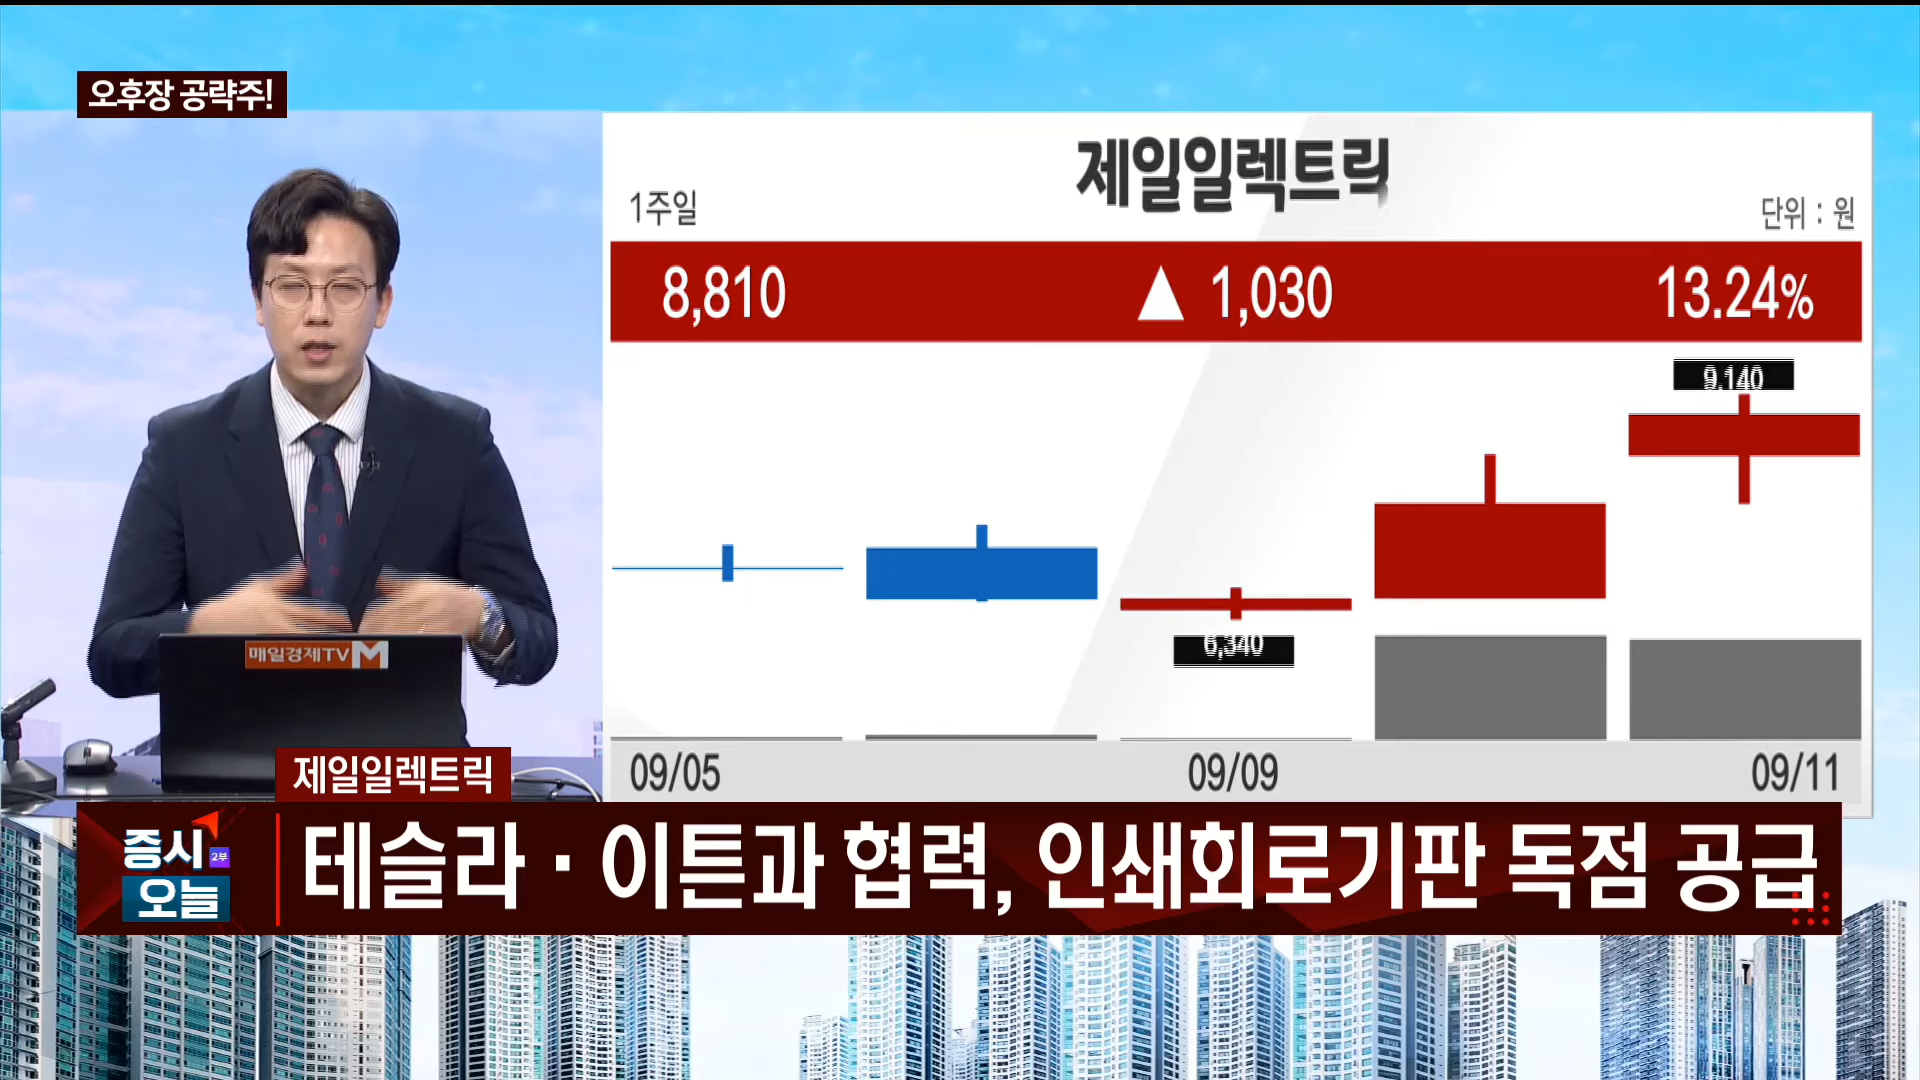 오후장 공략주!
제일일렉트릭
1주일
단위 : 원
8,810 ▲ 1,030 13.24%
9,140
6,340
매일경제TV M
09/05 09/09 09/11
제일일렉트릭
증시 2부
오늘
테슬라·이튼과 협력, 인쇄회로기판 독점 공급